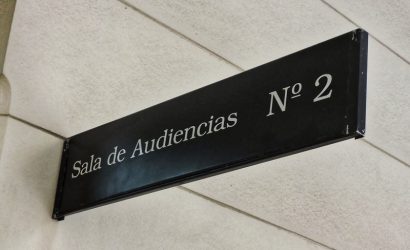 Sala de Audiencias Nº 2